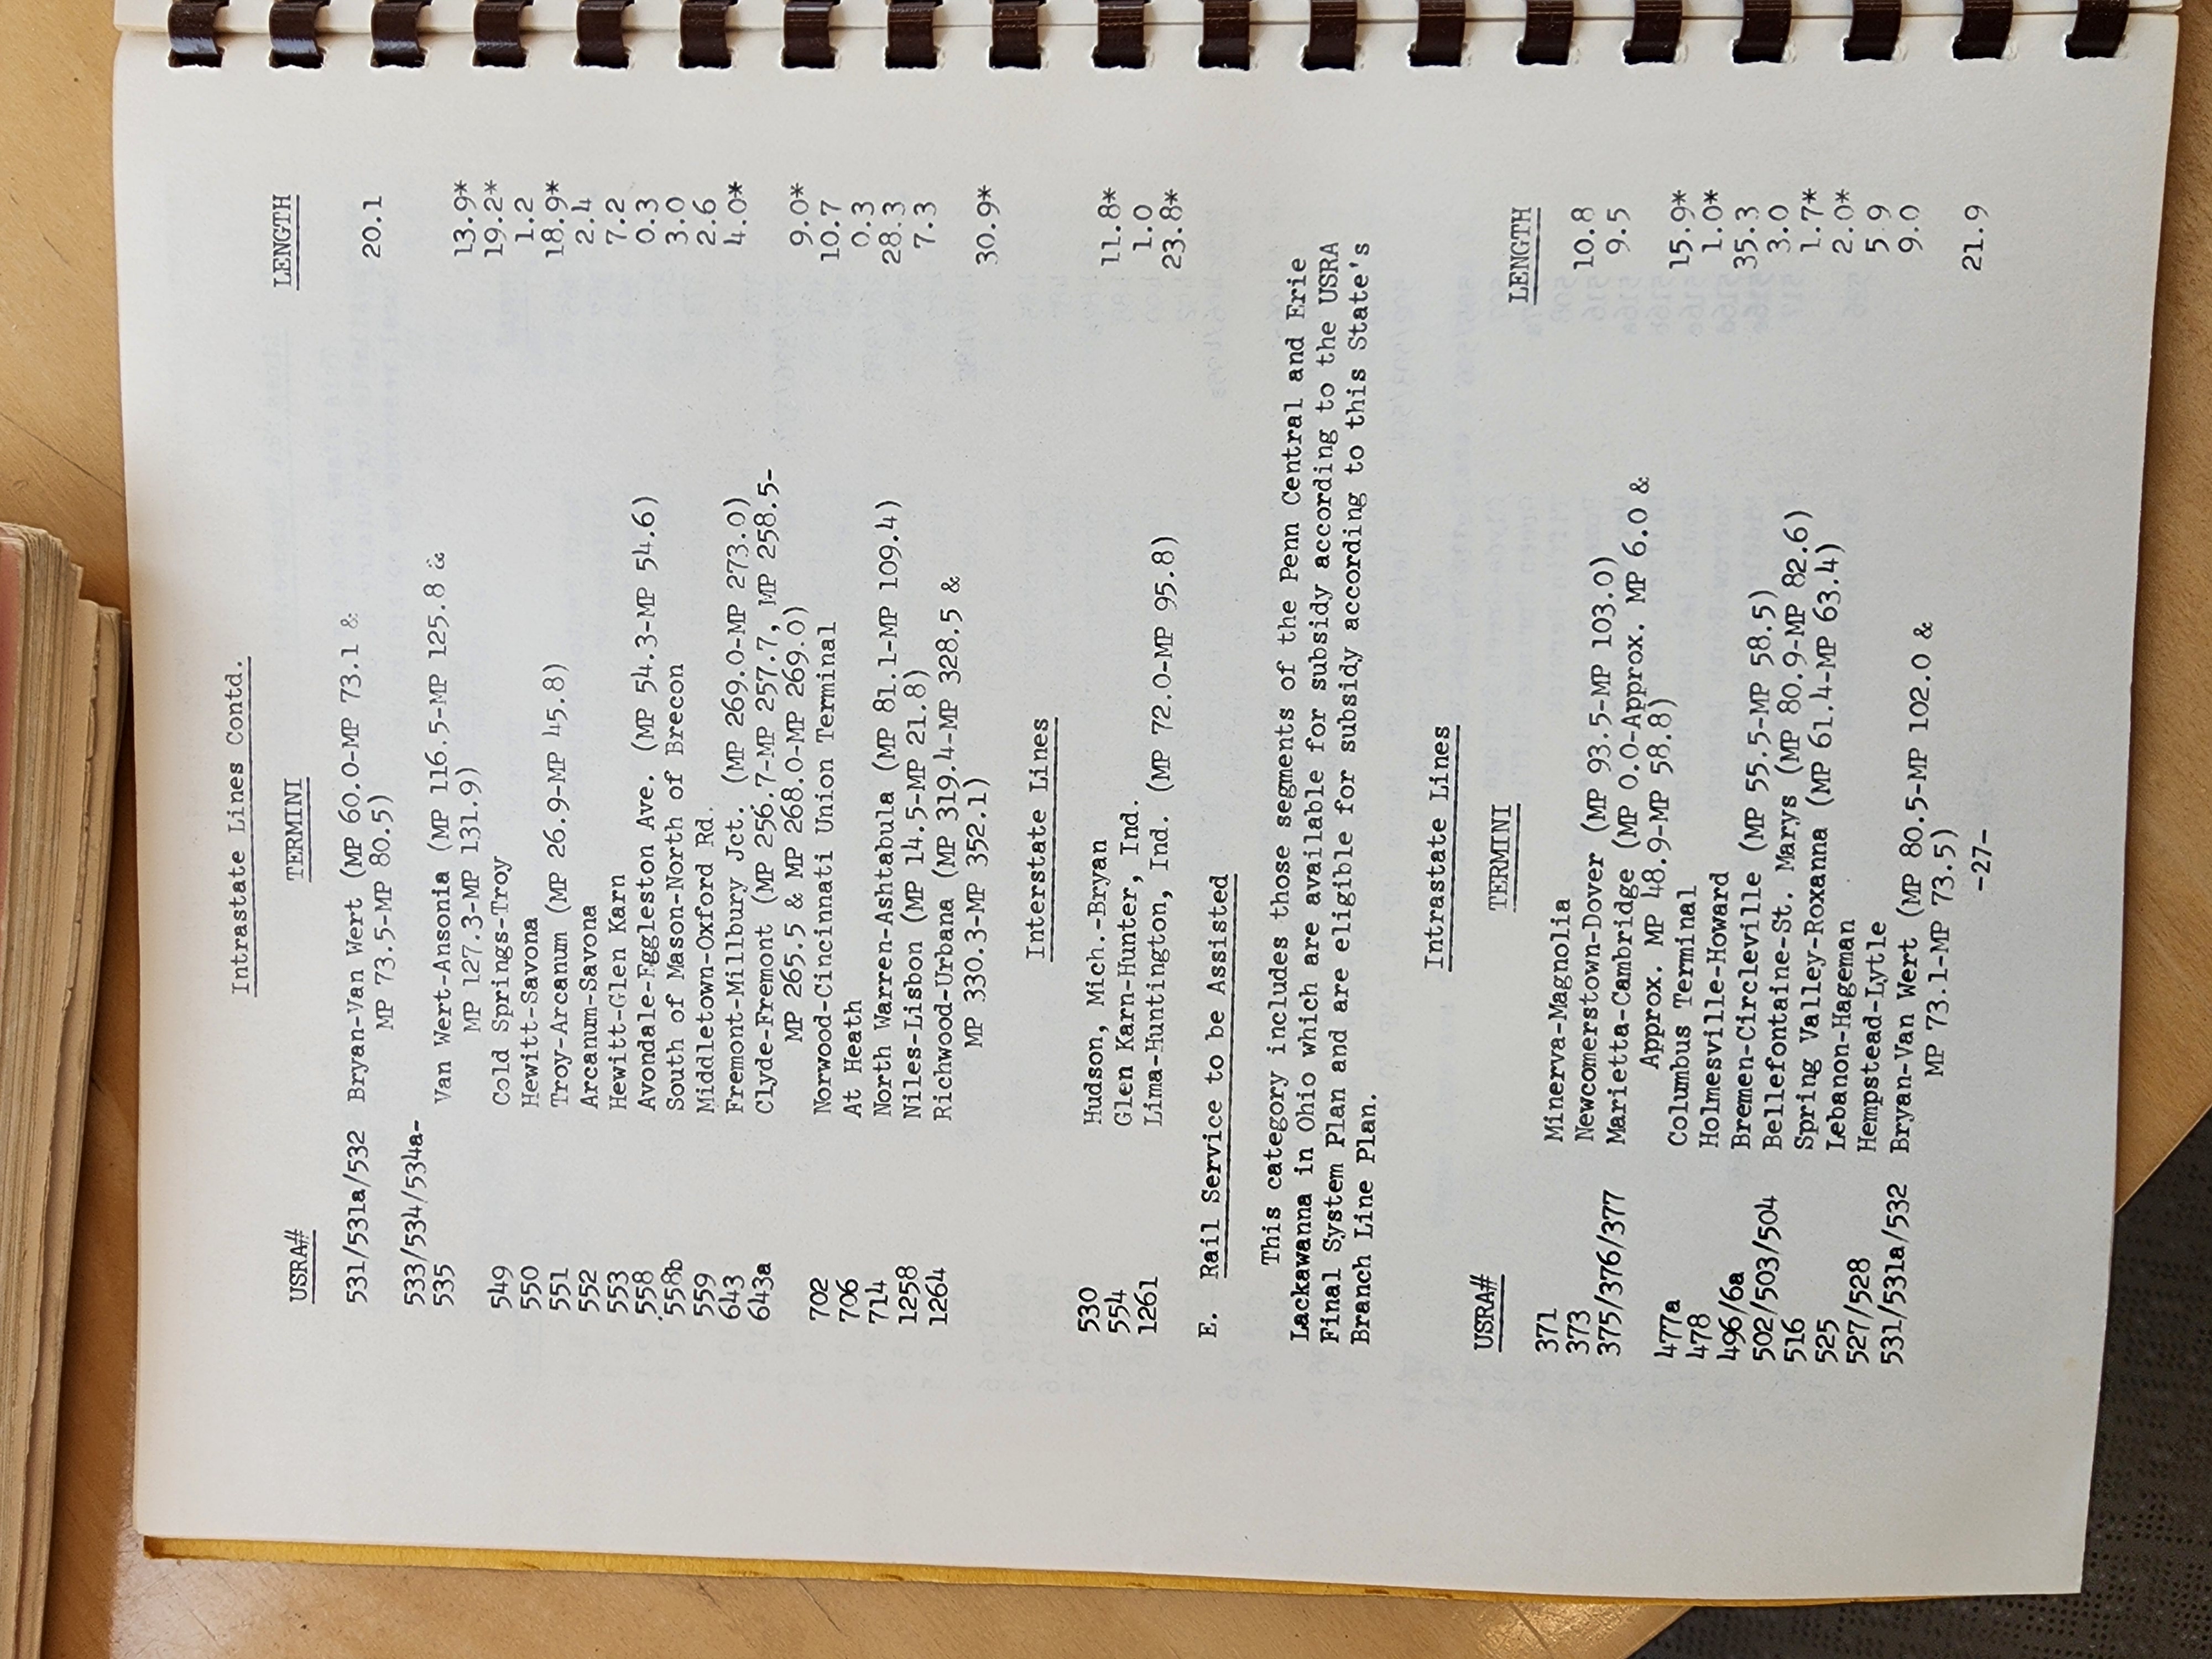 Intrastate Lines Contd.
USRA# TERMINI LENGTH
531/531a/532 Bryan-Van Wert (MP 60.0-MP 73.1 &
MP 73.5-MP 80.5) 20.1
533/534/534a-
535 Van Wert-Ansonia (MP 116.5-MP 125.8 &
MP 127.3-MP 131.9) 13.9*
549 Cold Springs-Troy 19.2*
550 Hewitt-Savona 1.2
551 Troy-Arcanum (MP 26.9-MP 45.8) 18.9*
552 Arcanum-Savona 2.4
553 Hewitt-Glen Karn 7.2
558 Avondale-Eggleston Ave. (MP 54.3-MP 54.6) 0.3
558b South of Mason-North of Brecon 3.0
559 Middletown-Oxford Rd. 2.6
643 Fremont-Millbury Jct. (MP 269.0-MP 273.0) 4.0*
643a Clyde-Fremont (MP 256.7-MP 257.7, MP 258.5-
MP 265.5 & MP 268.0-MP 269.0) 9.0*
702 Norwood-Cincinnati Union Terminal 10.7
706 At Heath 0.3
714 North Warren-Ashtabula (MP 81.1-MP 109.4) 28.3
1258 Niles-Lisbon (MP 14.5-MP 21.8) 7.3
1264 Richwood-Urbana (MP 319.4-MP 328.5 &
MP 330.3-MP 352.1) 30.9*
Interstate Lines
530 Hudson, Mich.-Bryan 11.8*
554 Glen Karn-Hunter, Ind. 1.0
1261 Lima-Huntington, Ind. (MP 72.0-MP 95.8) 23.8*
E. Rail Service to be Assisted
This category includes those segments of the Penn Central and Erie
Lackawanna in Ohio which are available for subsidy according to the USRA
Final System Plan and are eligible for subsidy according to this State's
Branch Line Plan.
Intrastate Lines
USRA# TERMINI LENGTH
371 Minerva-Magnolia 10.8
373 Newcomerstown-Dover (MP 93.5-MP 103.0) 9.5
375/376/377 Marietta-Cambridge (MP 0.0-Approx. MP 6.0 &
Approx. MP 48.9-MP 58.8) 15.9*
477a Columbus Terminal 1.0*
478 Holmesville-Howard 35.3
496/6a Bremen-Circleville (MP 55.5-MP 58.5) 3.0
502/503/504 Bellefontaine-St. Marys (MP 80.9-MP 82.6) 1.7*
516 Spring Valley-Roxanna (MP 61.4-MP 63.4) 2.0*
525 Lebanon-Hageman 5.9
527/528 Hempstead-Lytle 9.0
531/531a/532 Bryan-Van Wert (MP 80.5-MP 102.0 &
MP 73.1-MP 73.5) 21.9
-27-